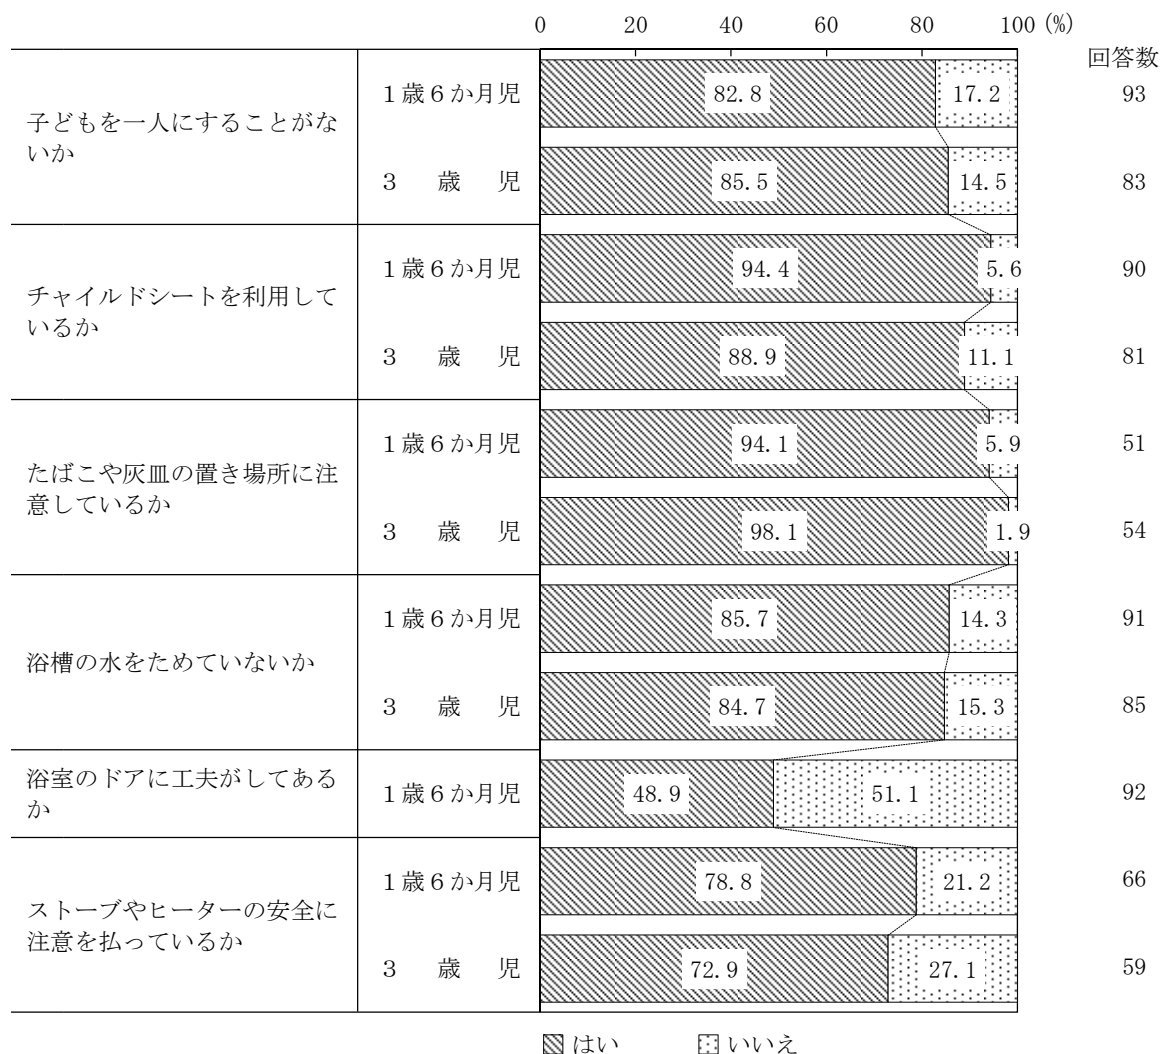 0 20 40 60 80 100 (%)
回答数
子どもを一人にすることがな
いか
1歳6か月児 82.8 17.2 93
3歳児 85.5 14.5 83
チャイルドシートを利用して
いるか
1歳6か月児 94.4 5.6 90
3歳児 88.9 11.1 81
たばこや灰皿の置き場所に注
意しているか
1歳6か月児 94.1 5.9 51
3歳児 98.1 1.9 54
浴槽の水をためていないか
1歳6か月児 85.7 14.3 91
3歳児 84.7 15.3 85
浴室のドアに工夫がしてある
か
1歳6か月児 48.9 51.1 92
ストーブやヒーターの安全に
注意を払っているか
1歳6か月児 78.8 21.2 66
3歳児 72.9 27.1 59
はい いいえ